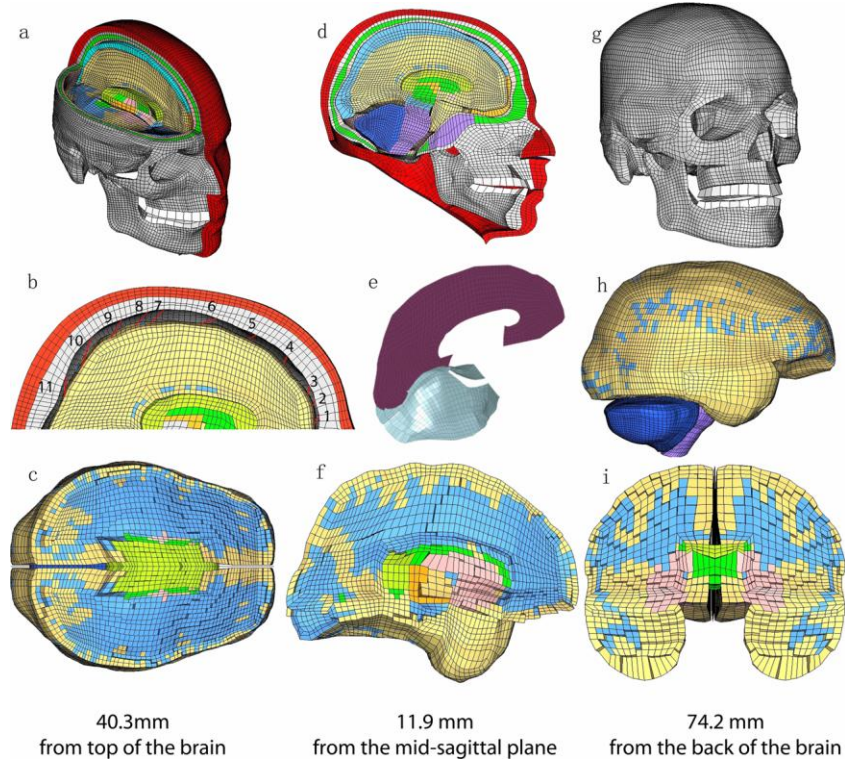 a
d
g
b
11
10
9
8
7
6
5
4
3
2
1
e
h
c
f
i
40.3mm
from top of the brain
11.9 mm
from the mid-sagittal plane
74.2 mm
from the back of the brain